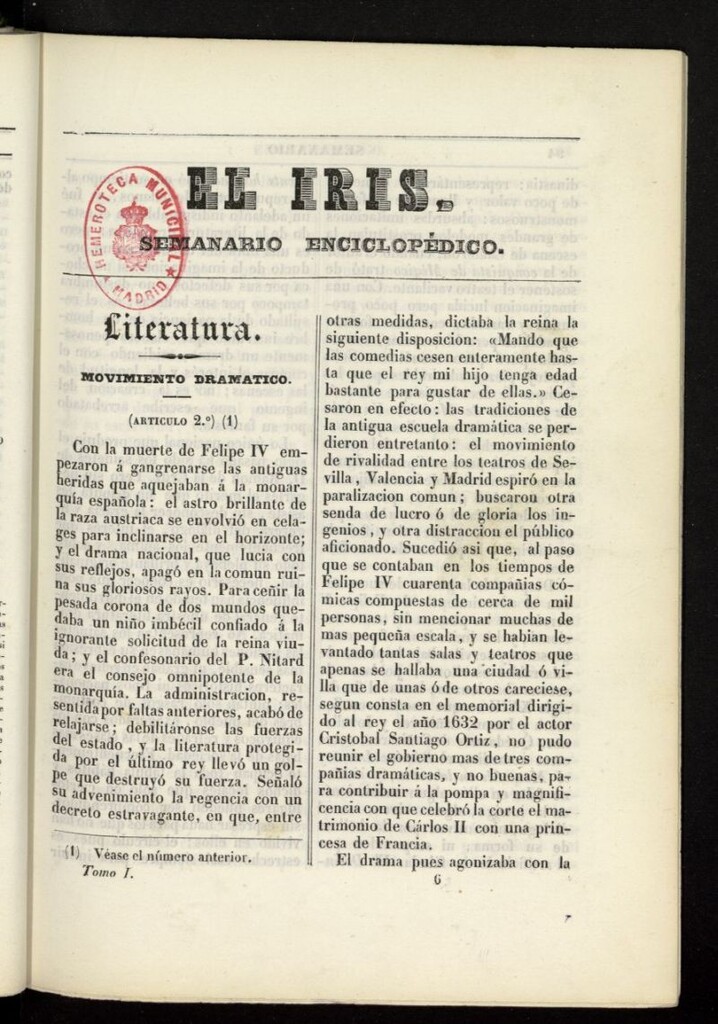 EL IRIS.
SEMANARIO ENCICLOPÉDICO.
HEMEROTECA MUNICIPAL
★ MADRID ★
Literatura.
MOVIMIENTO DRAMATICO.
(ARTICULO 2.º) (1)
Con la muerte de Felipe IV em-
pezaron á gangrenarse las antiguas
heridas que aquejaban á la monar-
quía española: el astro brillante de
la raza austriaca se envolvió en cela-
ges para inclinarse en el horizonte;
y el drama nacional, que lucia con
sus reflejos, apagó en la comun rui-
na sus gloriosos rayos. Para ceñir la
pesada corona de dos mundos que-
daba un niño imbécil confiado á la
ignorante solicitud de la reina viu-
da; y el confesonario del P. Nitard
era el consejo omnipotente de la
monarquía. La administracion, re-
sentida por faltas anteriores, acabó de
relajarse; debilitáronse las fuerzas
del estado, y la literatura protegi-
da por el último rey llevó un gol-
pe que destruyó su fuerza. Señaló
su advenimiento la regencia con un
decreto estravagante, en que, entre
(1) Véase el número anterior.
Tomo I.
otras medidas, dictaba la reina la
siguiente disposicion: «Mando que
las comedias cesen enteramente has-
ta que el rey mi hijo tenga edad
bastante para gustar de ellas.» Ce-
saron en efecto: las tradiciones de
la antigua escuela dramática se per-
dieron entretanto: el movimiento
de rivalidad entre los teatros de Se-
villa, Valencia y Madrid espiró en la
paralizacion comun; buscaron otra
senda de lucro ó de gloria los in-
genios, y otra distraccion el público
aficionado. Sucedió asi que, al paso
que se contaban en los tiempos de
Felipe IV cuarenta compañías có-
micas compuestas de cerca de mil
personas, sin mencionar muchas de
mas pequeña escala, y se habian le-
vantado tantas salas y teatros que
apenas se hallaba una ciudad ó vi-
lla que de unas ó de otros careciese,
segun consta en el memorial dirigi-
do al rey el año 1632 por el actor
Cristobal Santiago Ortiz, no pudo
reunir el gobierno mas de tres com-
pañias dramáticas, y no buenas, pa-
ra contribuir á la pompa y magnifi-
cencia con que celebró la corte el ma-
trimonio de Cárlos II con una prin-
cesa de Francia.
El drama pues agonizaba con la
6